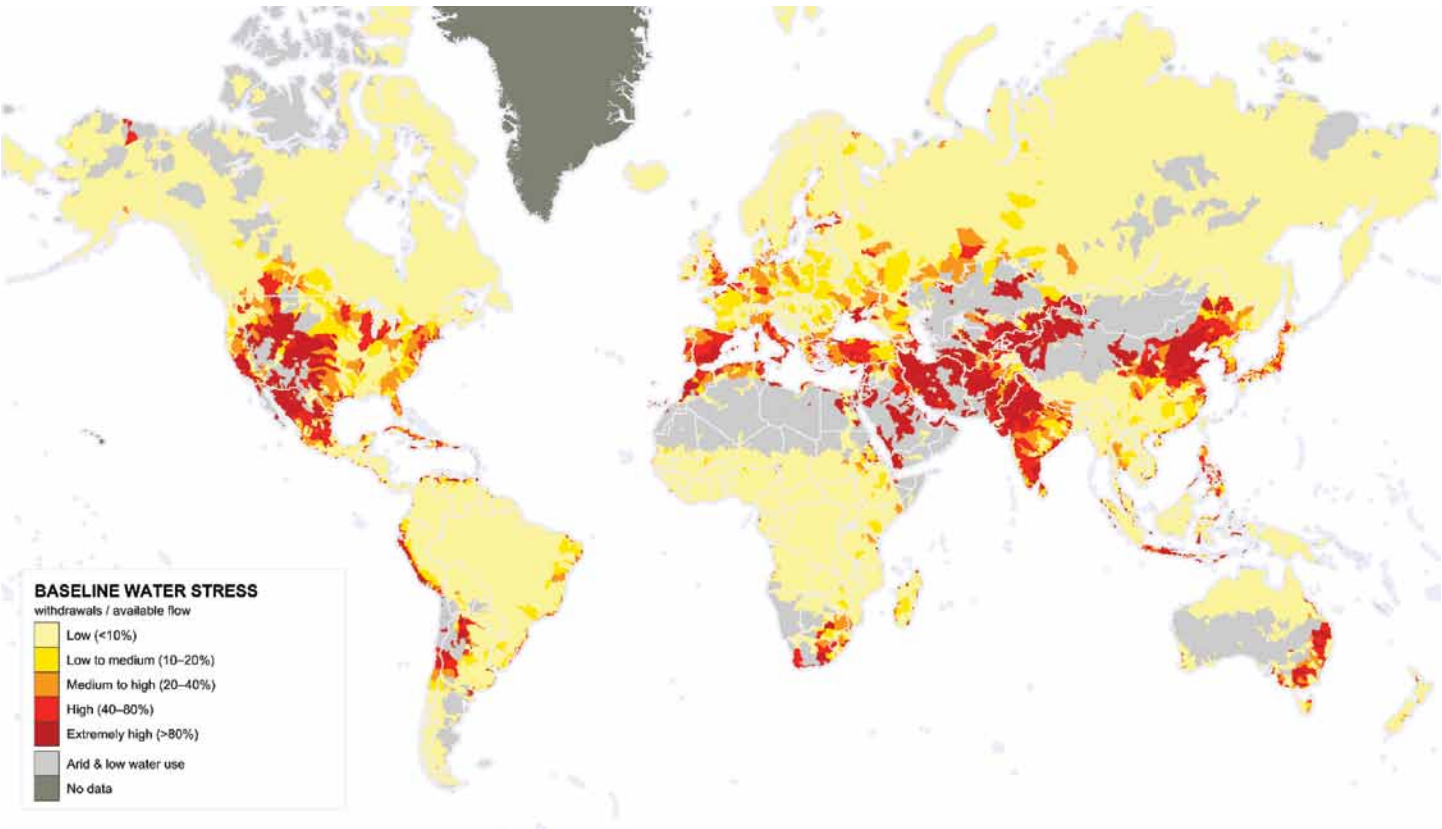 BASELINE WATER STRESS
withdrawals / available flow
Low (<10%)
Low to medium (10–20%)
Medium to high (20–40%)
High (40–80%)
Extremely high (>80%)
Arid & low water use
No data